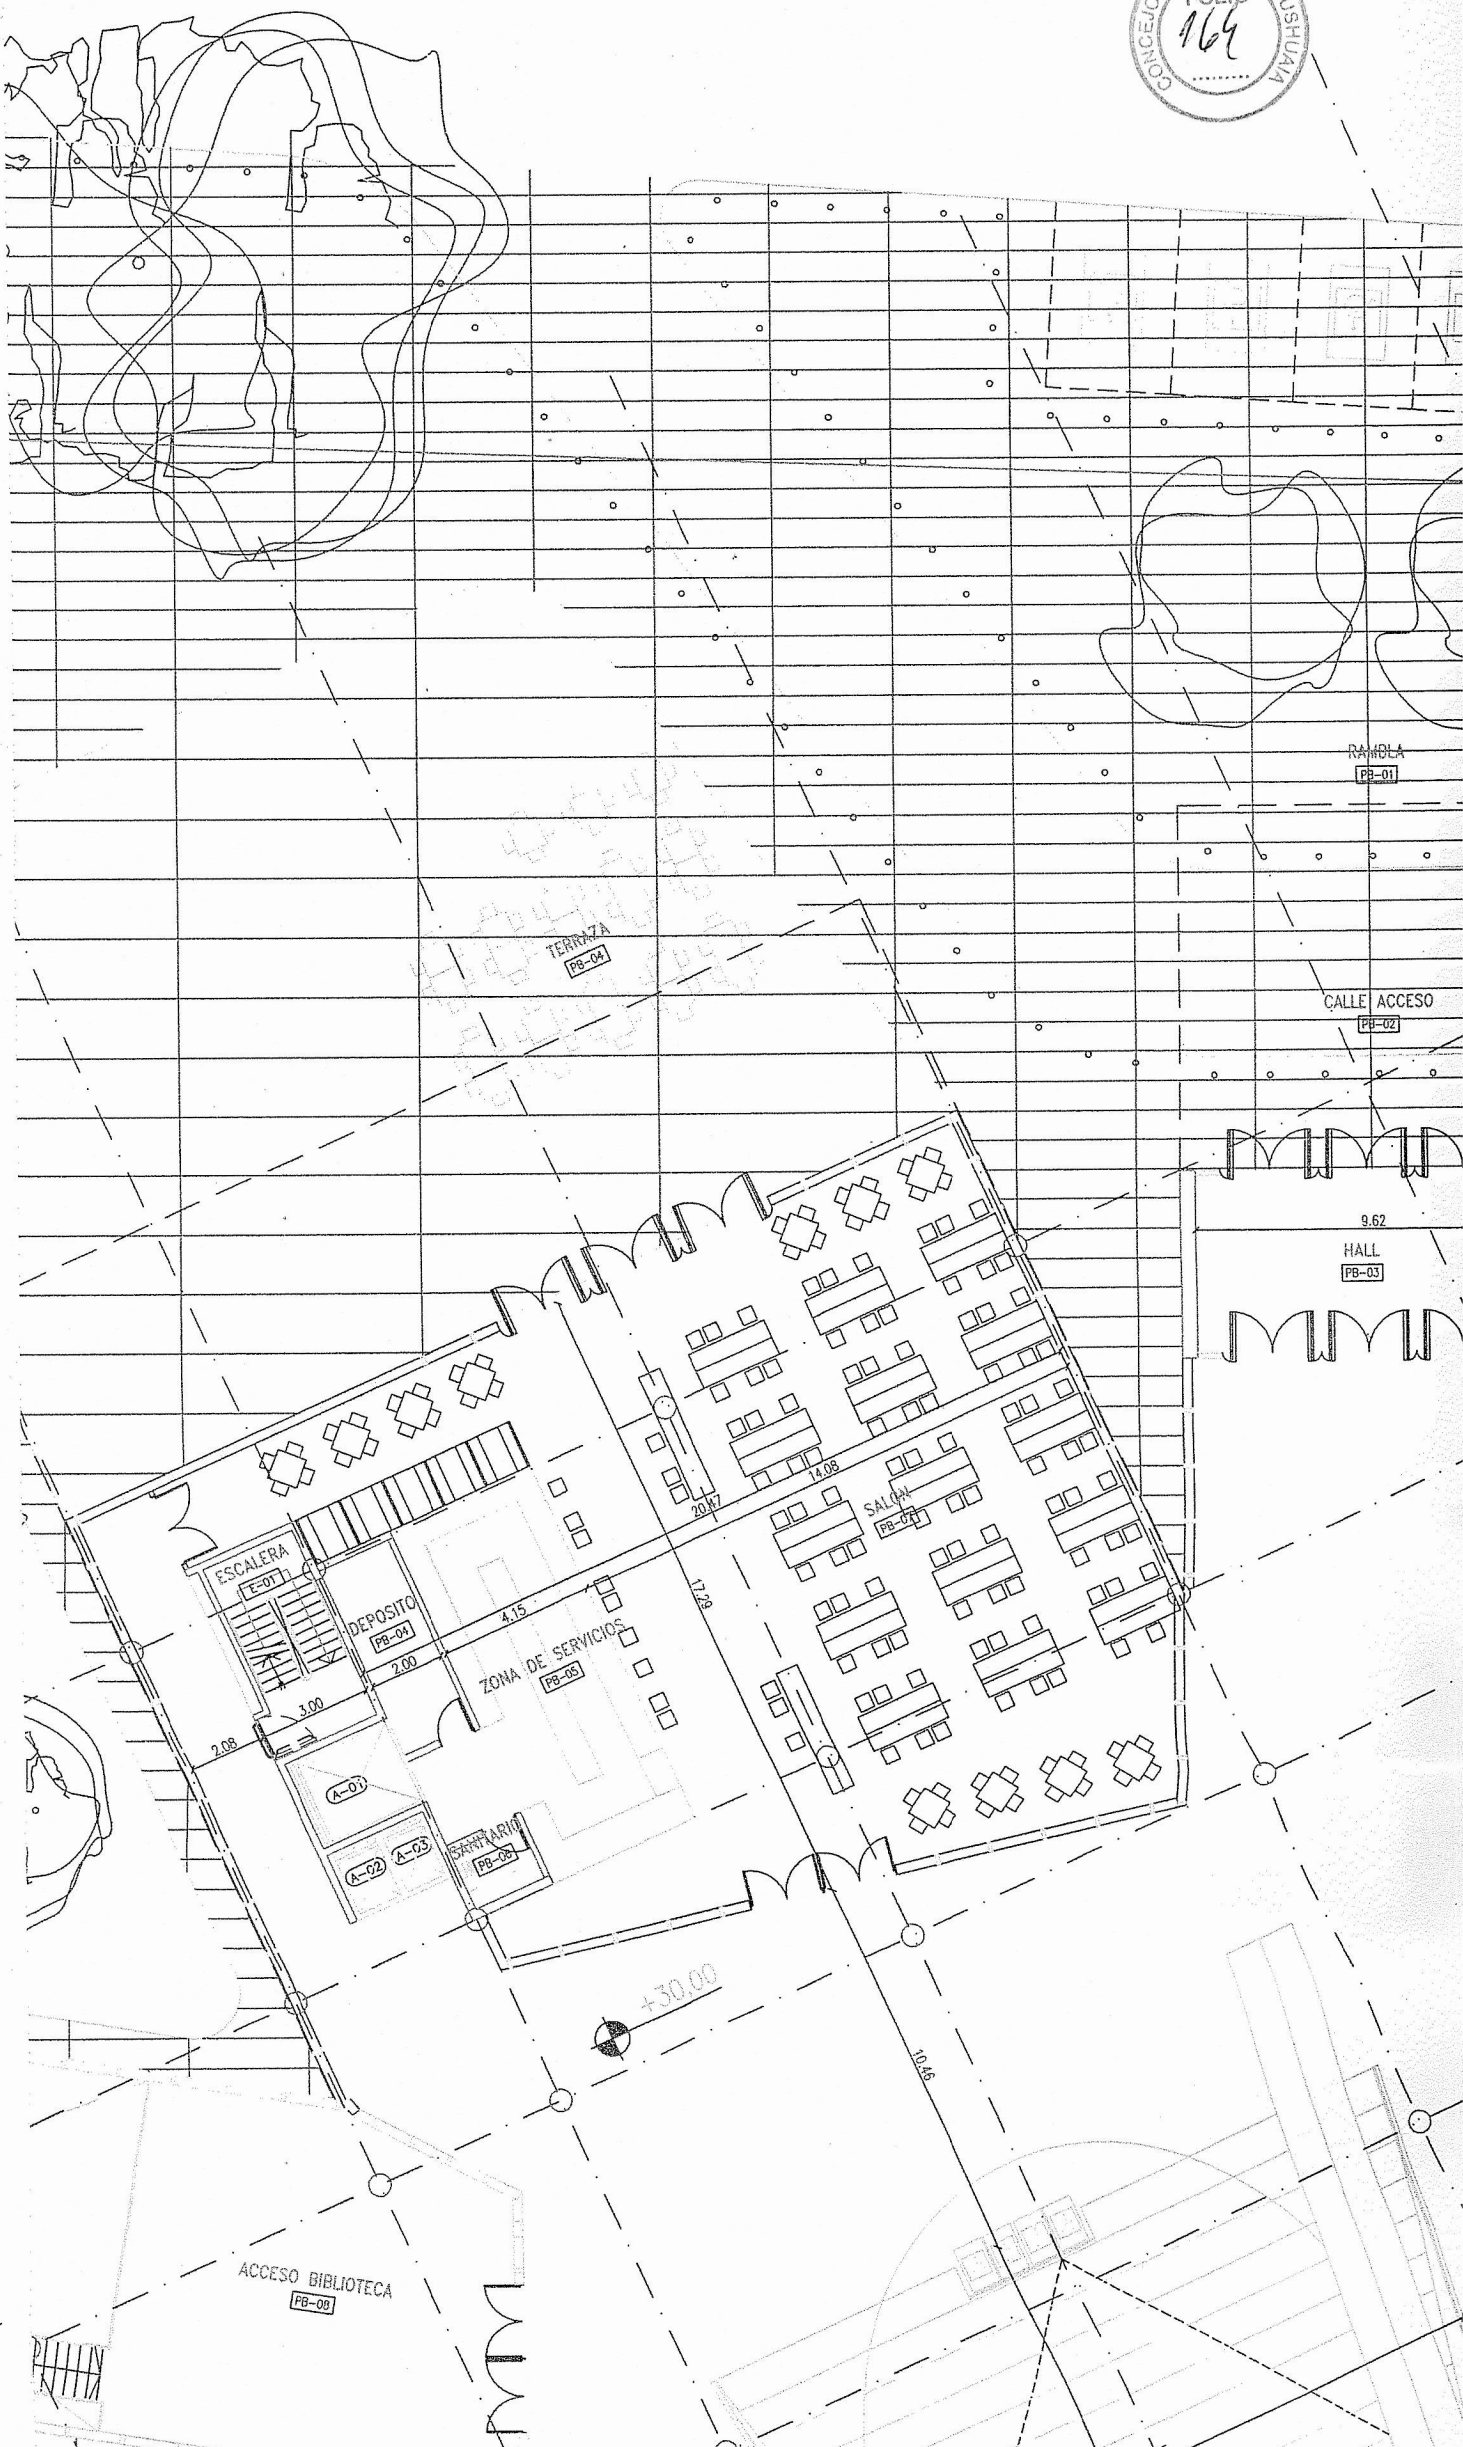 CONCEJO
USHUAIA
164
RAMBLA
PB-01
TERRAZA
PB-04
CALLE ACCESO
PB-02
9.62
HALL
PB-03
14.08
20.47
SALON
ESCALERA
E-01
DEPOSITO
PB-04
17.29
4.15
ZONA DE SERVICIOS
PB-05
2.00
3.00
2.08
A-01
A-02
A-03
SANITARIO
+30.00
10.46
ACCESO BIBLIOTECA
PB-08